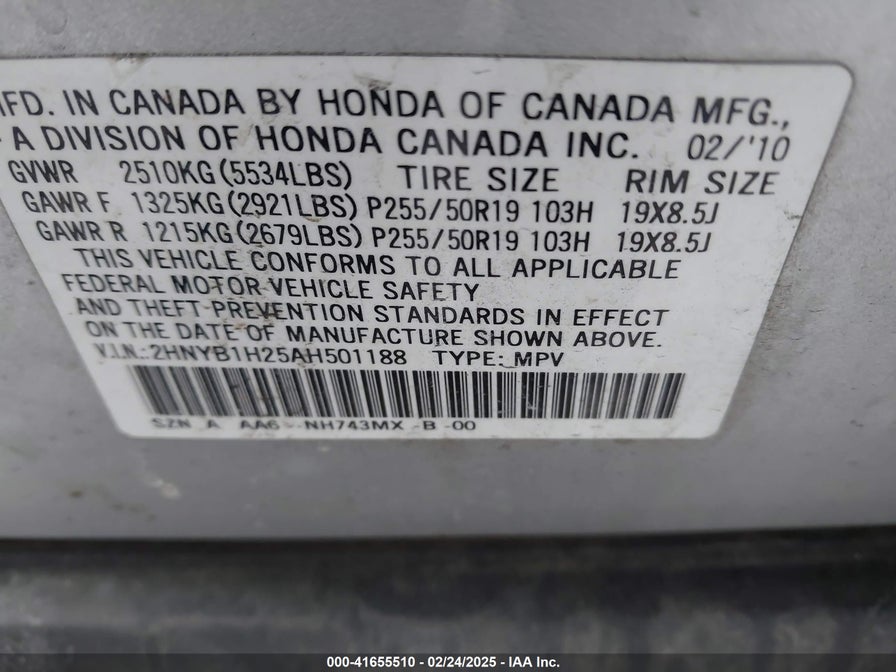 MFD. IN CANADA BY HONDA OF CANADA MFG.,
A DIVISION OF HONDA CANADA INC. 02/'10
GVWR 2510KG(5534LBS) TIRE SIZE RIM SIZE
GAWR F 1325KG(2921LBS) P255/50R19 103H 19X8.5J
GAWR R 1215KG(2679LBS) P255/50R19 103H 19X8.5J
THIS VEHICLE CONFORMS TO ALL APPLICABLE
FEDERAL MOTOR VEHICLE SAFETY
AND THEFT PREVENTION STANDARDS IN EFFECT
ON THE DATE OF MANUFACTURE SHOWN ABOVE.
V.I.N.:2HNYB1H25AH501188 TYPE: MPV
SZN A AA6 -NH743MX -B -00
000-41655510 - 02/24/2025 - IAA Inc.